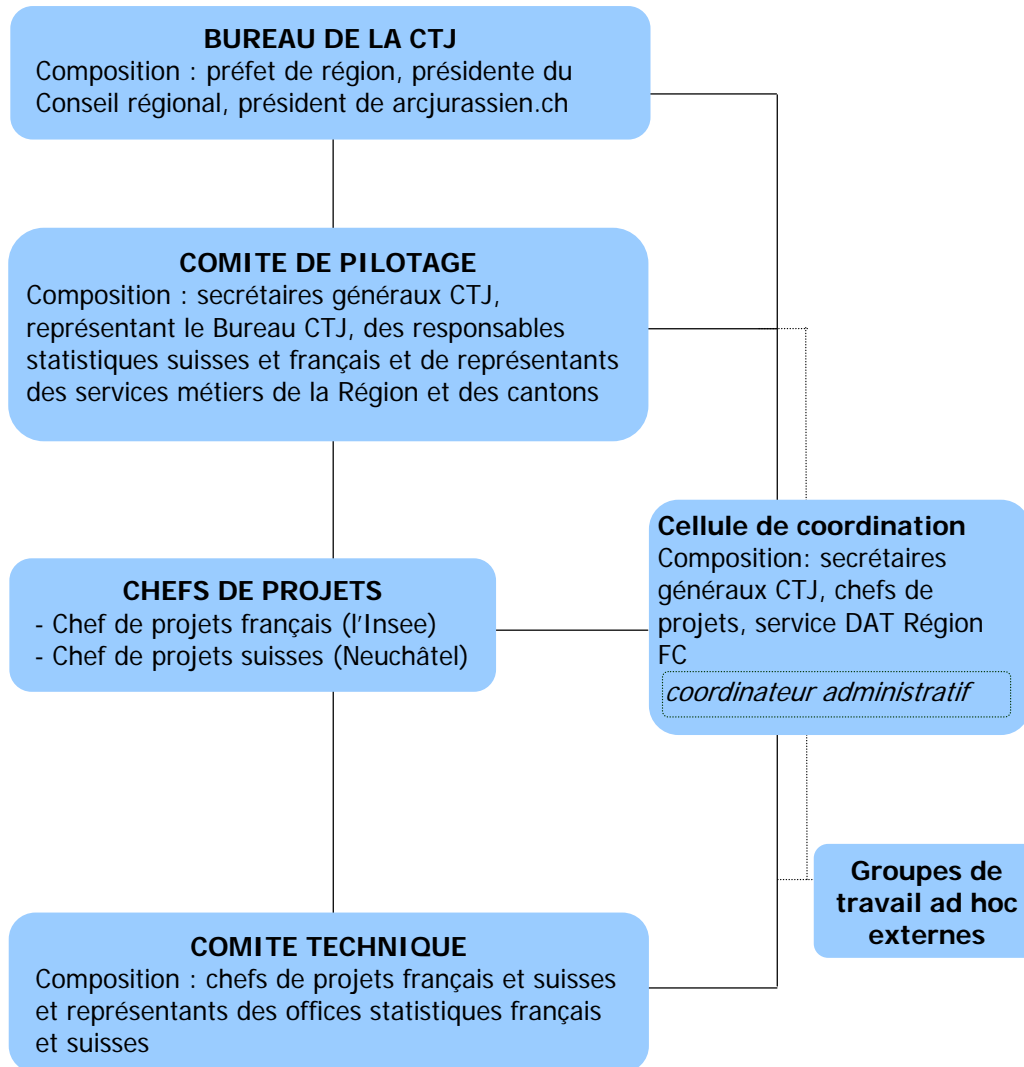 BUREAU DE LA CTJ
Composition : préfet de région, présidente du
Conseil régional, président de arcjurassien.ch
COMITE DE PILOTAGE
Composition : secrétaires généraux CTJ,
représentant le Bureau CTJ, des responsables
statistiques suisses et français et de représentants
des services métiers de la Région et des cantons
CHEFS DE PROJETS
- Chef de projets français (l'Insee)
- Chef de projets suisses (Neuchâtel)
Cellule de coordination
Composition: secrétaires
généraux CTJ, chefs de
projets, service DAT Région
FC
coordinateur administratif
Groupes de
travail ad hoc
externes
COMITE TECHNIQUE
Composition : chefs de projets français et suisses
et représentants des offices statistiques français
et suisses